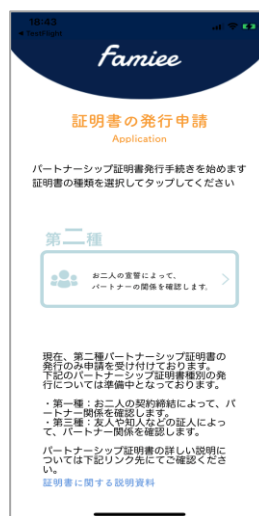 18:43
◀ TestFlight
Famiee
証明書の発行申請
Application
パートナーシップ証明書発行手続きを始めます
証明書の種類を選択してタップしてください
第二種
お二人の宣誓によって、
パートナーの関係を確認します。
現在、第二種パートナーシップ証明書の
発行のみ申請を受け付けております。
下記のパートナーシップ証明書種別の発
行については準備中となっております。
・第一種：お二人の契約締結によって、パ
ートナー関係を確認します。
・第三種：友人や知人などの証人によっ
て、パートナー関係を確認します。
パートナーシップ証明書の詳しい説明に
ついては下記リンク先にてご確認くださ
い。
証明書に関する説明資料